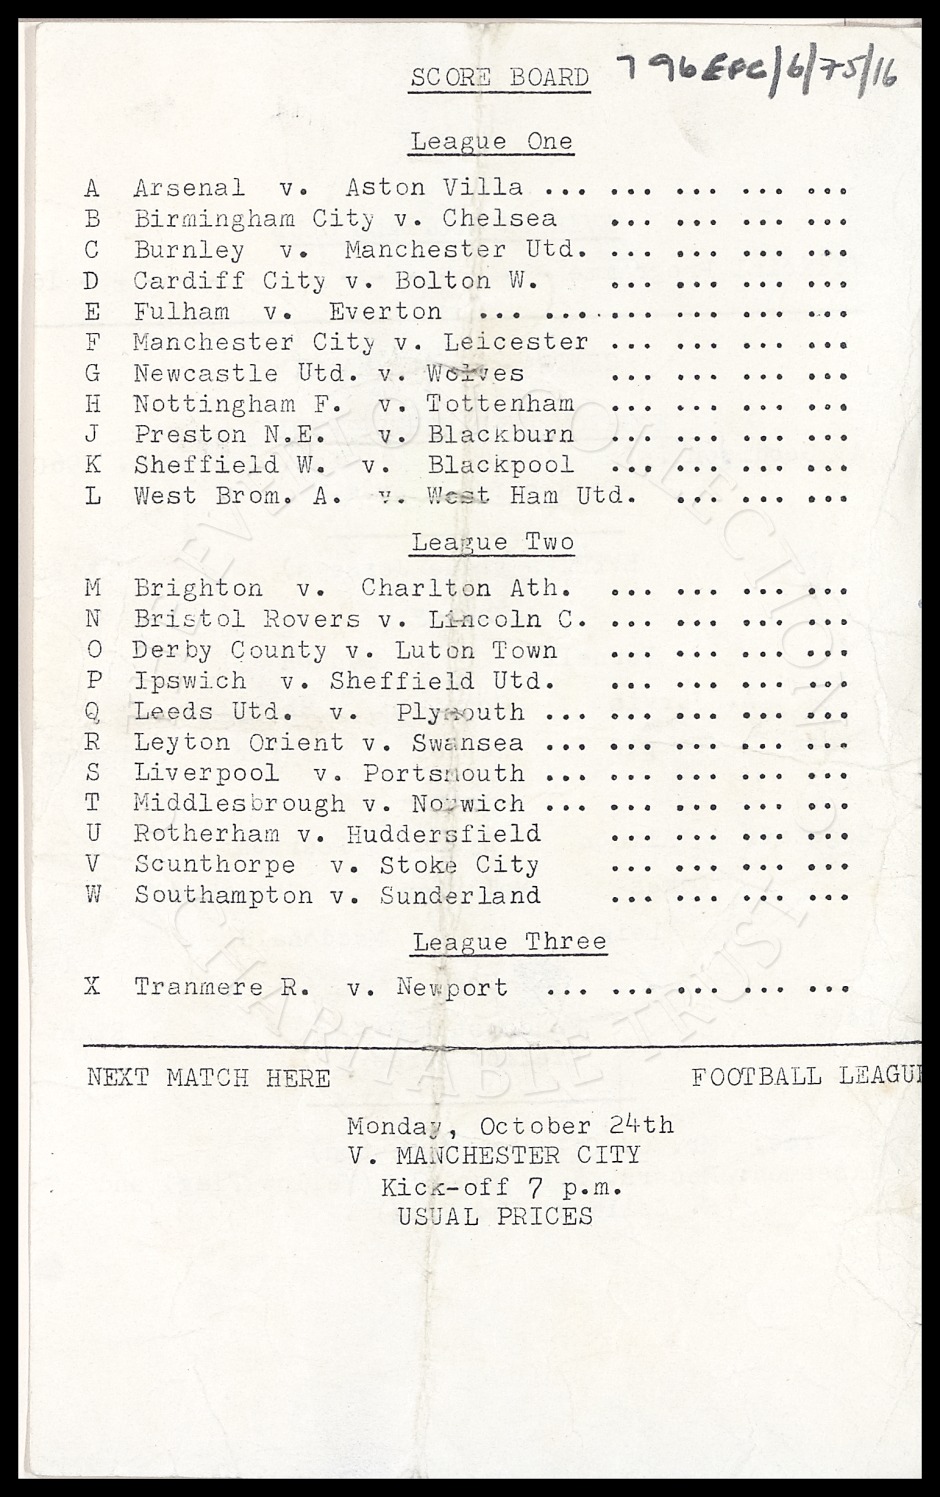 SCORE BOARD 796EFC/6/75/16
League One
A Arsenal v. Aston Villa ... ... ... ... ...
B Birmingham City v. Chelsea ... ... ... ...
C Burnley v. Manchester Utd. ... ... ... ...
D Cardiff City v. Bolton W. ... ... ... ...
E Fulham v. Everton ... ... ... ... ... ...
F Manchester City v. Leicester ... ... ... ...
G Newcastle Utd. v. Wolves ... ... ... ...
H Nottingham F. v. Tottenham ... ... ... ...
J Preston N.E. v. Blackburn ... ... ... ...
K Sheffield W. v. Blackpool ... ... ... ...
L West Brom. A. v. West Ham Utd. ... ... ...
League Two
M Brighton v. Charlton Ath. ... ... ... ...
N Bristol Rovers v. Lincoln C. ... ... ... ...
O Derby County v. Luton Town ... ... ... ...
P Ipswich v. Sheffield Utd. ... ... ... ...
Q Leeds Utd. v. Plymouth ... ... ... ... ...
R Leyton Orient v. Swansea ... ... ... ... ...
S Liverpool v. Portsmouth ... ... ... ... ...
T Middlesbrough v. Norwich ... ... ... ... ...
U Rotherham v. Huddersfield ... ... ... ...
V Scunthorpe v. Stoke City ... ... ... ...
W Southampton v. Sunderland ... ... ... ...
League Three
X Tranmere R. v. Newport ... ... ... ... ...
NEXT MATCH HERE FOOTBALL LEAGU
Monday, October 24th
V. MANCHESTER CITY
Kick-off 7 p.m.
USUAL PRICES
COLLECTION
CHARITABLE TRUST